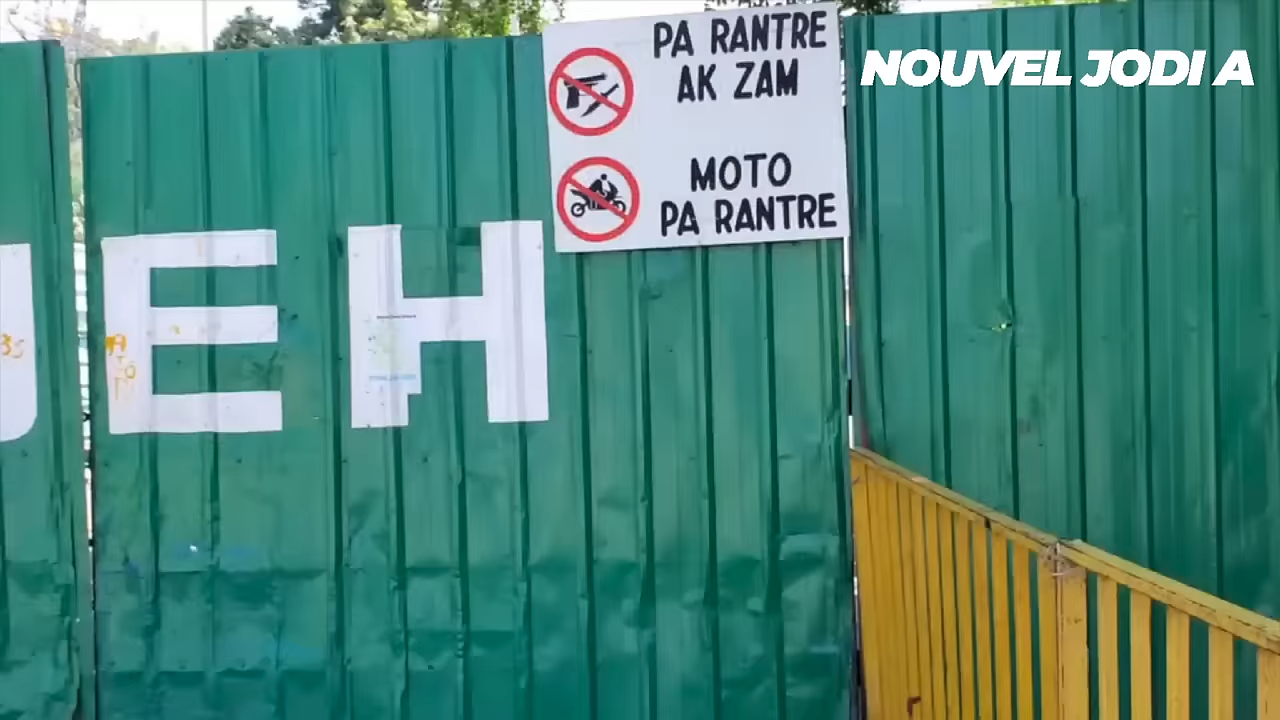 PA RANTRE
AK ZAM
MOTO
PA RANTRE
NOUVEL JODI A
EH